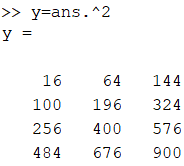 >> y=ans.^2
y =
16 64 144
100 196 324
256 400 576
484 676 900